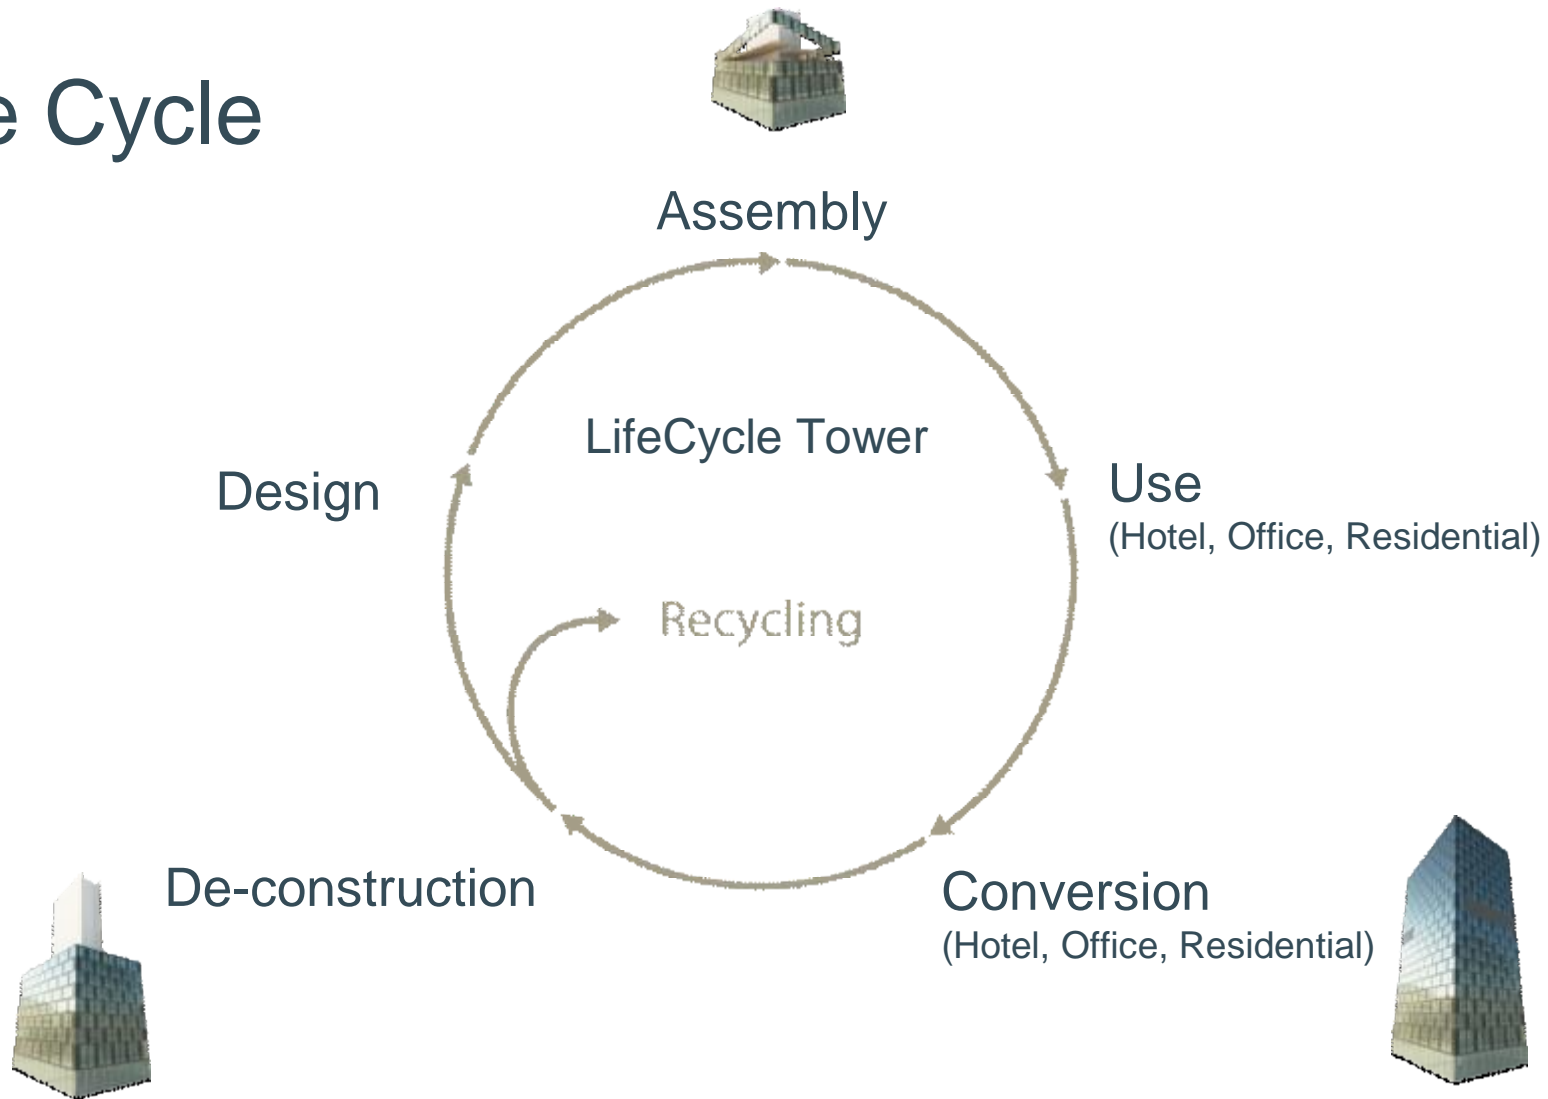 e Cycle
Assembly
LifeCycle Tower
Design
Use
(Hotel, Office, Residential)
Recycling
De-construction
Conversion
(Hotel, Office, Residential)